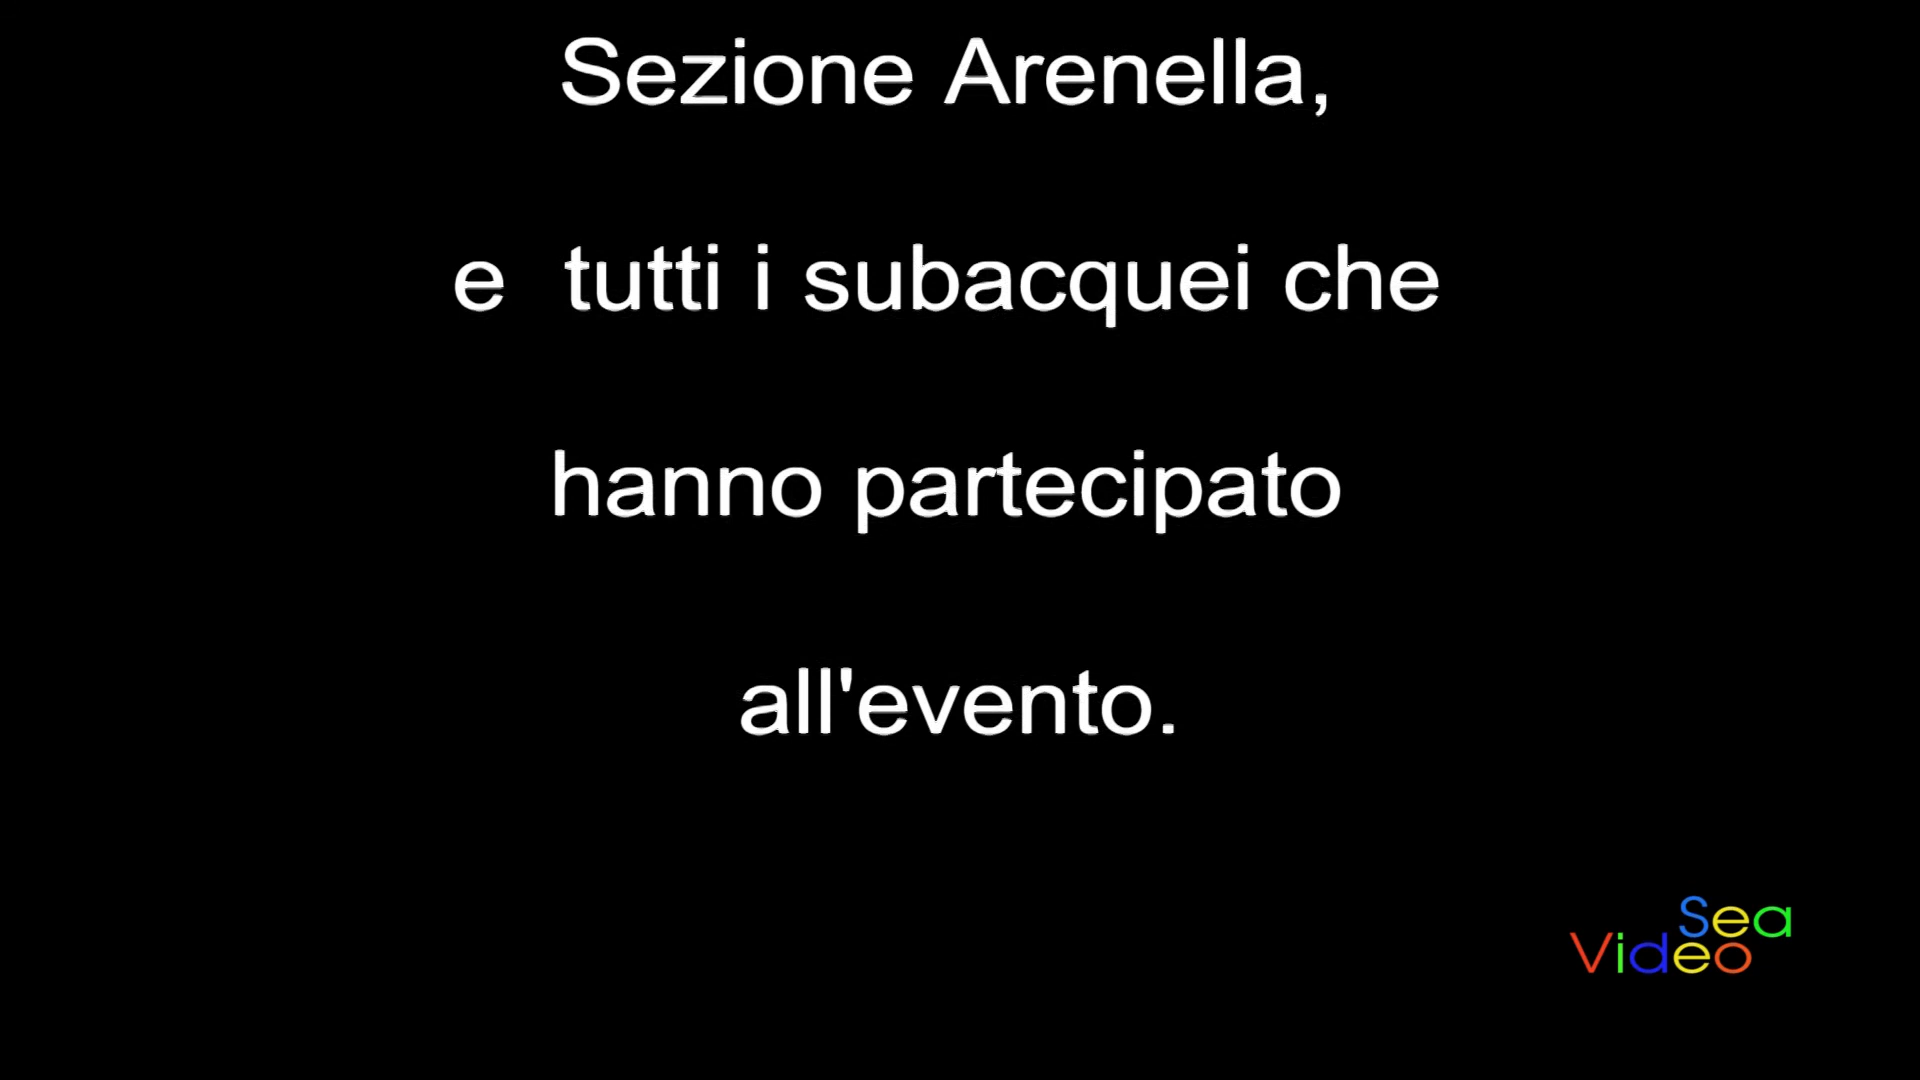 Sezione Arenella,
e  tutti i subacquei che
hanno partecipato
all'evento.
Sea
Video